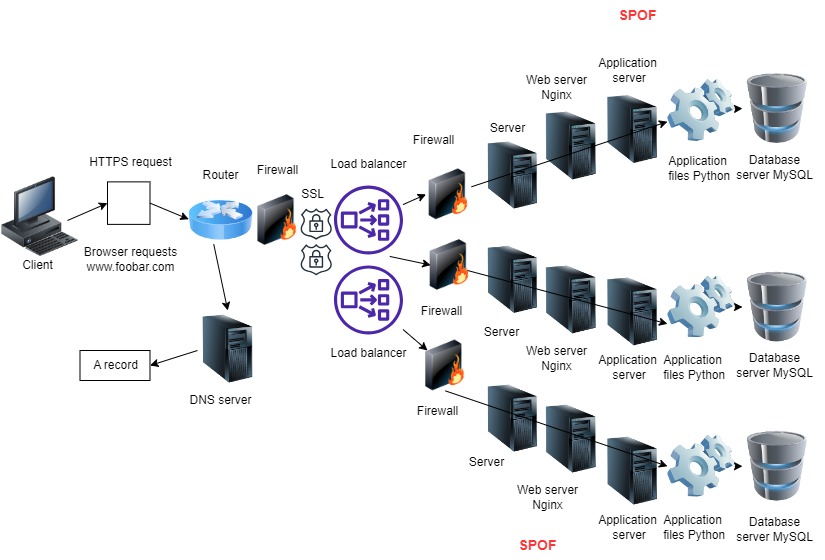 SPOF
Application
server
Web server
Nginx
Server
Firewall
Application
files Python
Database
server MySQL
HTTPS request
Router
Firewall
Load balancer
SSL
Client
Browser requests
www.foobar.com
Firewall
Server
Web server
Nginx
Application
server
Application
files Python
Database
server MySQL
Load balancer
A record
DNS server
Firewall
Server
Web server
Nginx
Application
server
Application
files Python
Database
server MySQL
SPOF